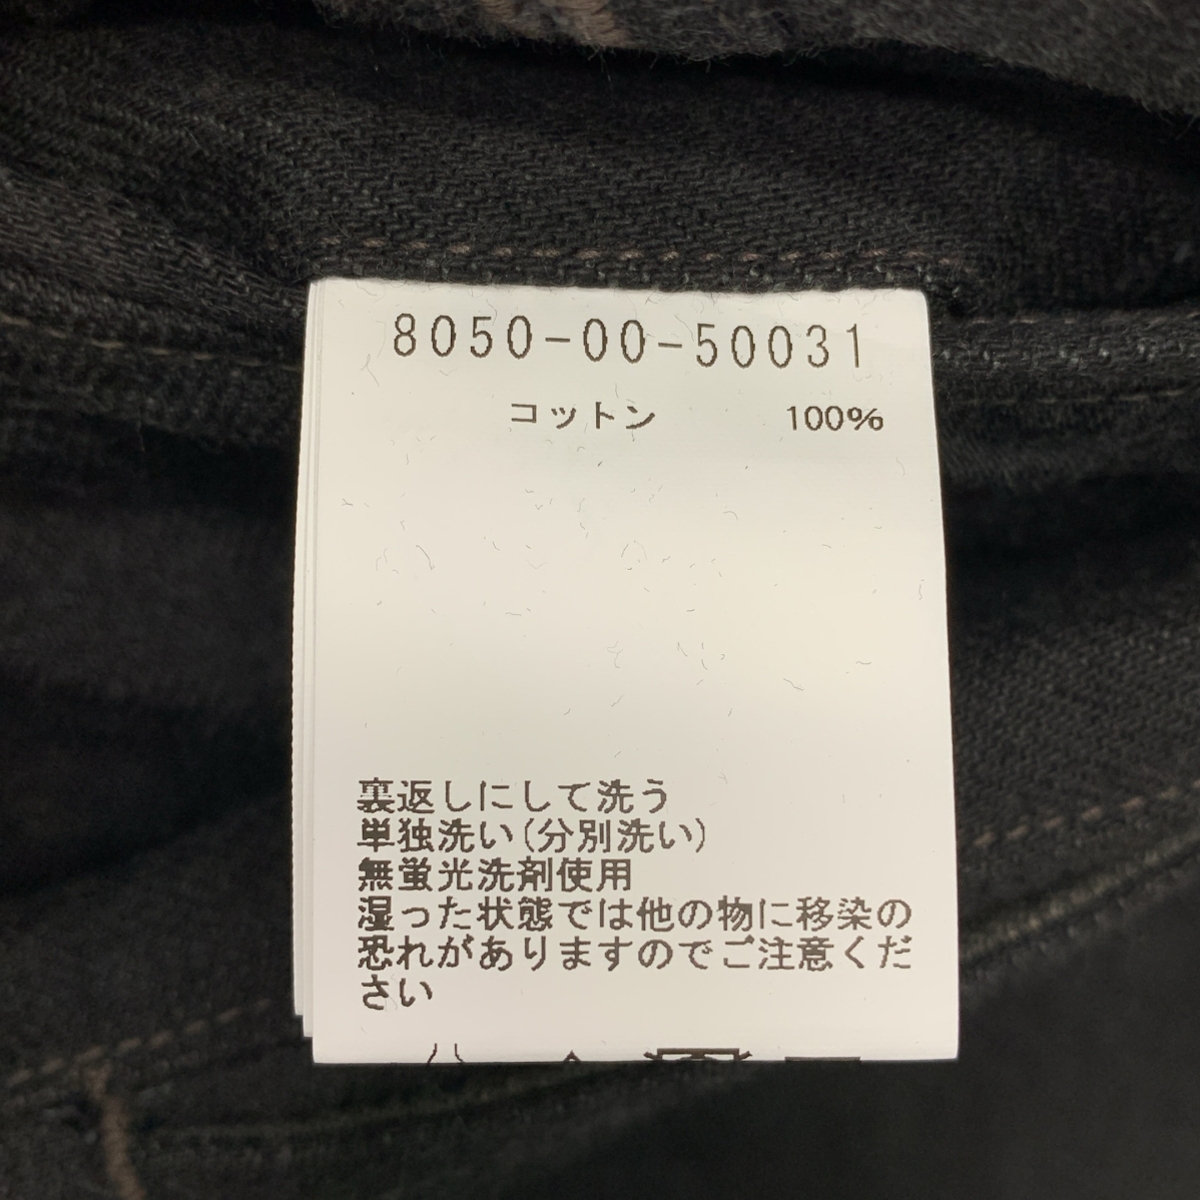 8050-00-50031
コットン 100%
裏返しにして洗う
単独洗い(分別洗い)
無蛍光洗剤使用
湿った状態では他の物に移染の
恐れがありますのでご注意くだ
さい